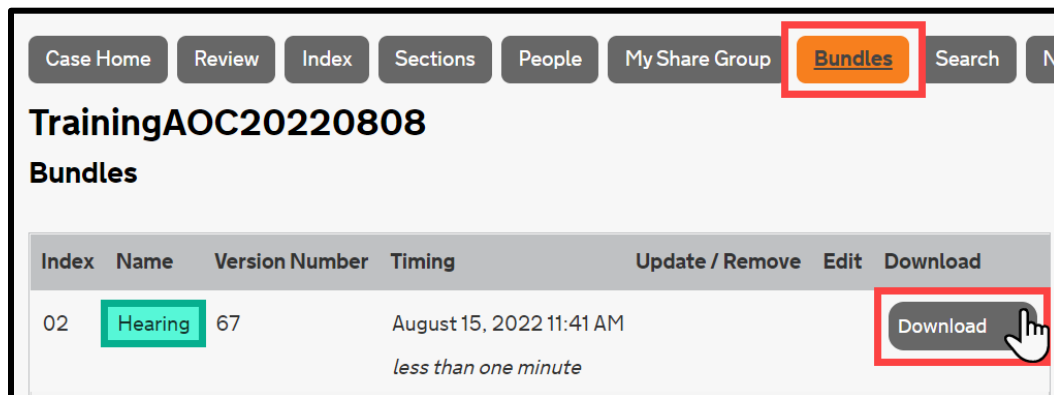 Case Home Review Index Sections People My Share Group Bundles Search N
TrainingAOC20220808
Bundles
Index Name Version Number Timing Update / Remove Edit Download
02 Hearing 67 August 15, 2022 11:41 AM Download
less than one minute